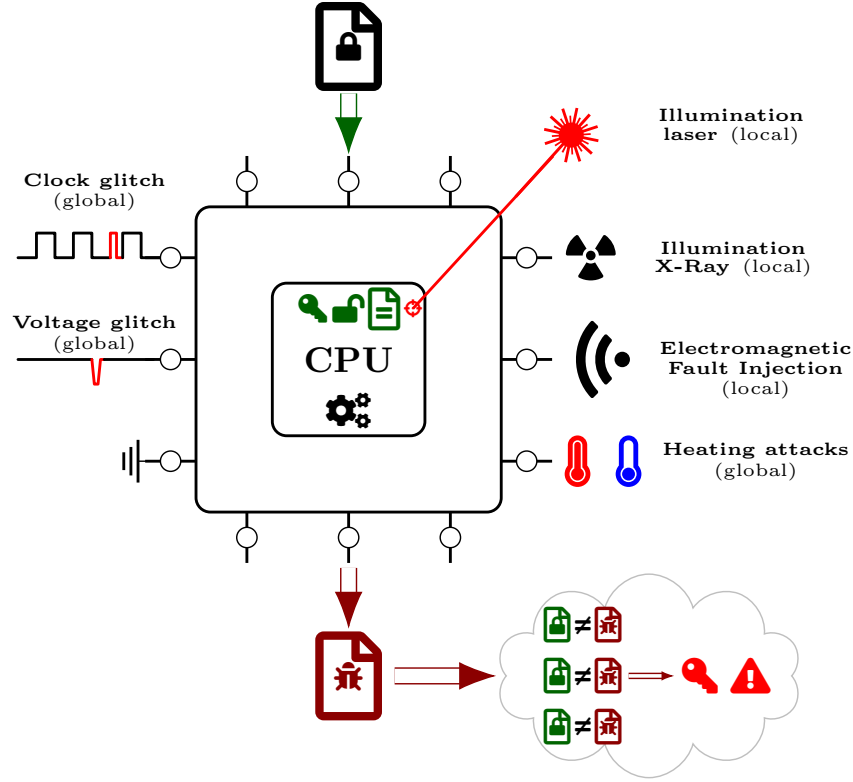 Illumination
laser (local)
Clock glitch
(global)
Illumination
X-Ray (local)
Voltage glitch
(global)
CPU
Electromagnetic
Fault Injection
(local)
Heating attacks
(global)
≠
≠
≠